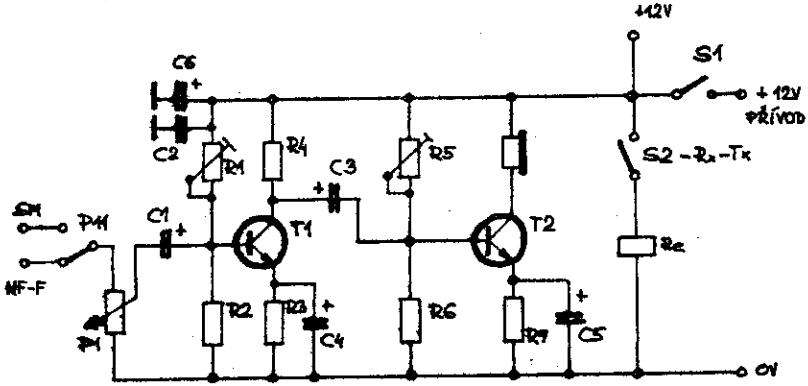 +12V
S1
C6
+
+12V
PŘÍVOD
C2
R1
R4
C3
+
R5
S2-Rx-Tx
C1
+
T1
T2
Re
NF-F
P1
R2
R3
+
C4
R6
R7
+
C5
0V